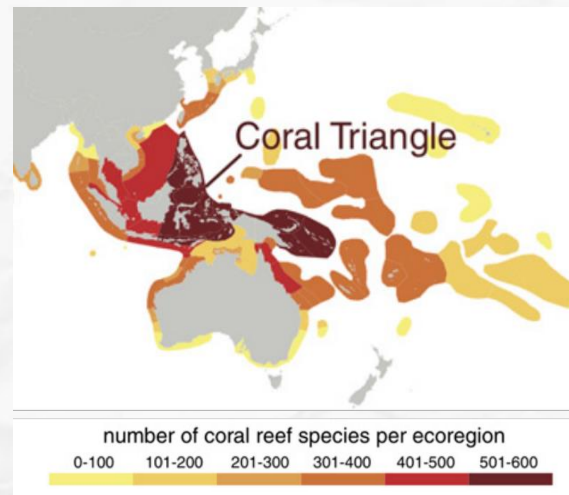 Coral Triangle
number of coral reef species per ecoregion
0-100 101-200 201-300 301-400 401-500 501-600